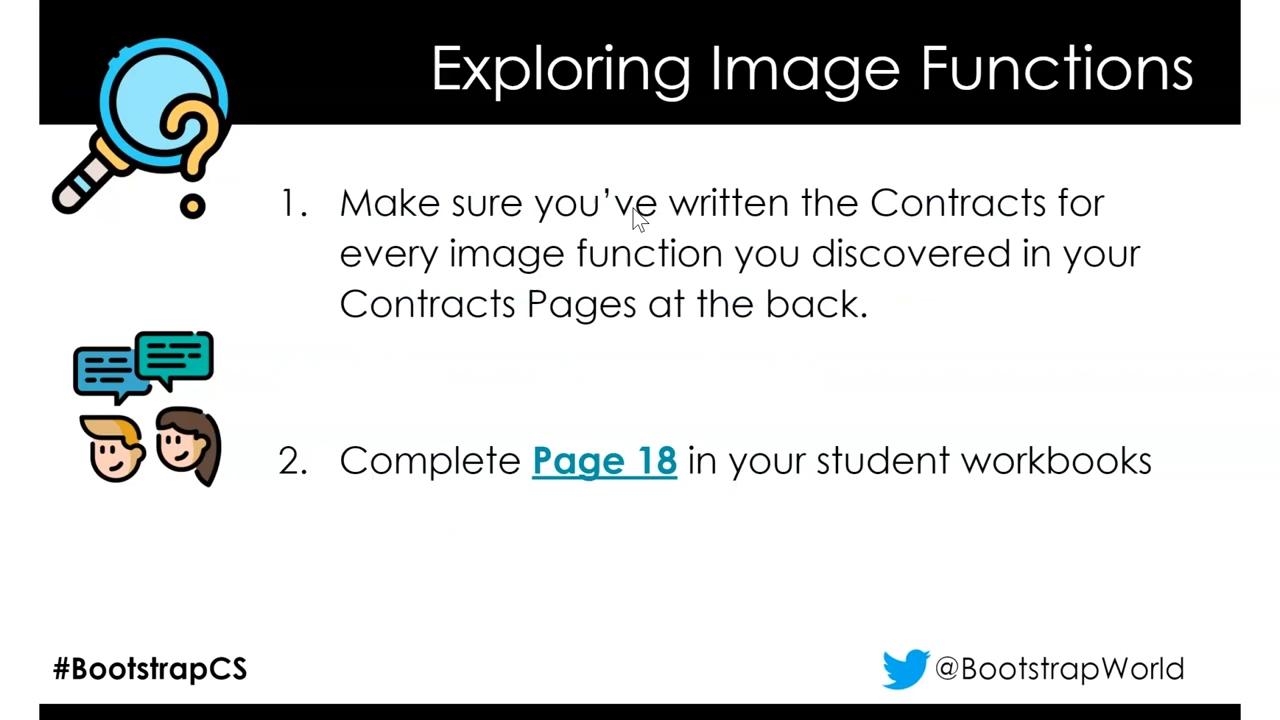 Exploring Image Functions
1. Make sure you’ve written the Contracts for
every image function you discovered in your
Contracts Pages at the back.
2. Complete Page 18 in your student workbooks
#BootstrapCS
@BootstrapWorld